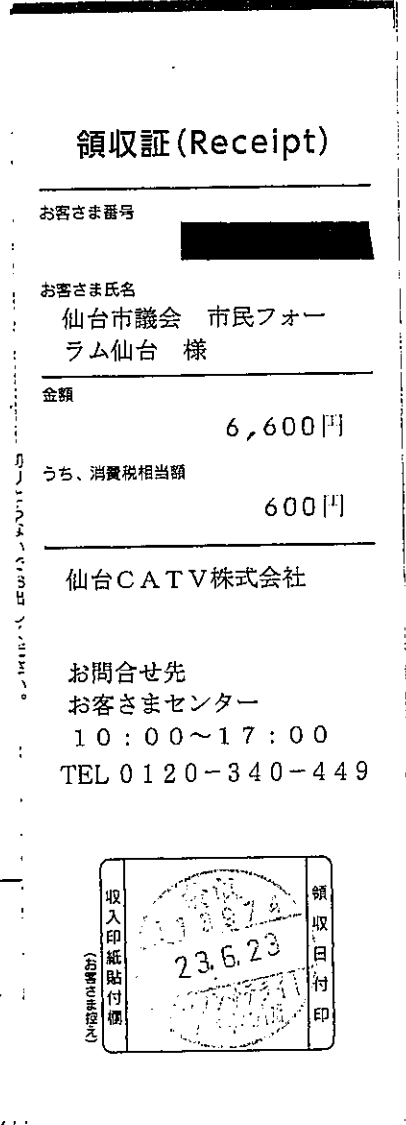 領収証(Receipt)
お客さま番号
お客さま氏名
仙台市議会 市民フォー
ラム仙台 様
金額
6,600円
うち、消費税相当額
600円
仙台CATV株式会社
お問合せ先
お客さまセンター
10:00~17:00
TEL 0120-340-449
収入印紙貼付欄
(お客さま控え)
23.6.23
領収日付印